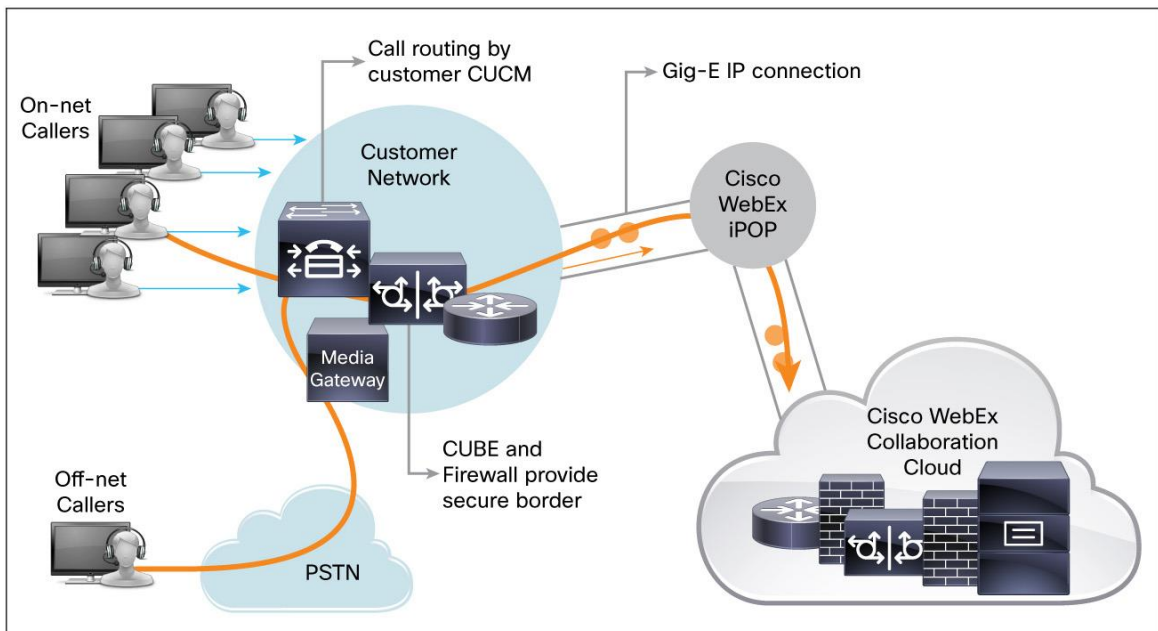 Call routing by
customer CUCM
Gig-E IP connection
On-net
Callers
Customer
Network
Cisco
WebEx
iPOP
Media
Gateway
Cisco WebEx
Collaboration
Cloud
CUBE and
Firewall provide
secure border
Off-net
Callers
PSTN